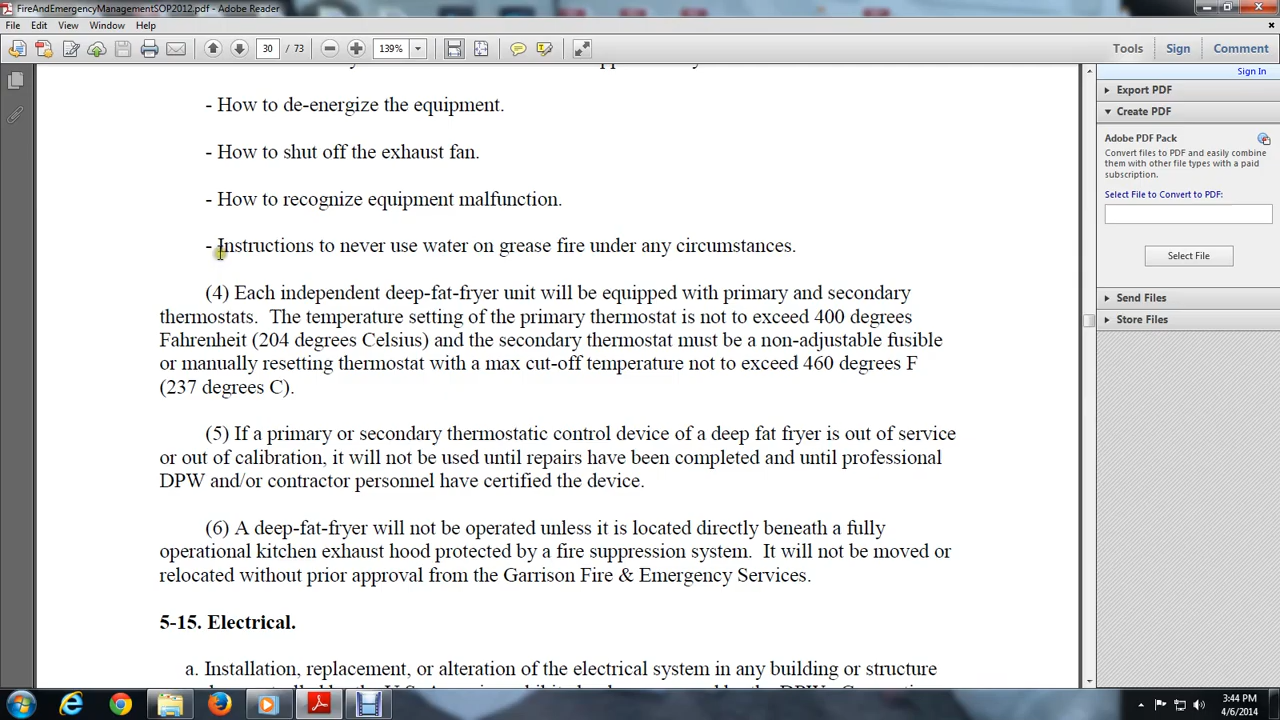 FireAndEmergencyManagementSOP2012.pdf - Adobe Reader
File Edit View Window Help
30 / 73 139% Tools Sign Comment
Sign In
Export PDF
Create PDF
Adobe PDF Pack
Convert files to PDF and easily combine
them with other file types with a paid
subscription.
Select File to Convert to PDF:
Select File
Send Files
Store Files
- How to de-energize the equipment.
- How to shut off the exhaust fan.
- How to recognize equipment malfunction.
- Instructions to never use water on grease fire under any circumstances.
(4) Each independent deep-fat-fryer unit will be equipped with primary and secondary
thermostats.  The temperature setting of the primary thermostat is not to exceed 400 degrees
Fahrenheit (204 degrees Celsius) and the secondary thermostat must be a non-adjustable fusible
or manually resetting thermostat with a max cut-off temperature not to exceed 460 degrees F
(237 degrees C).
(5) If a primary or secondary thermostatic control device of a deep fat fryer is out of service
or out of calibration, it will not be used until repairs have been completed and until professional
DPW and/or contractor personnel have certified the device.
(6) A deep-fat-fryer will not be operated unless it is located directly beneath a fully
operational kitchen exhaust hood protected by a fire suppression system.  It will not be moved or
relocated without prior approval from the Garrison Fire & Emergency Services.
5-15. Electrical.
a. Installation, replacement, or alteration of the electrical system in any building or structure
3:44 PM
4/6/2014